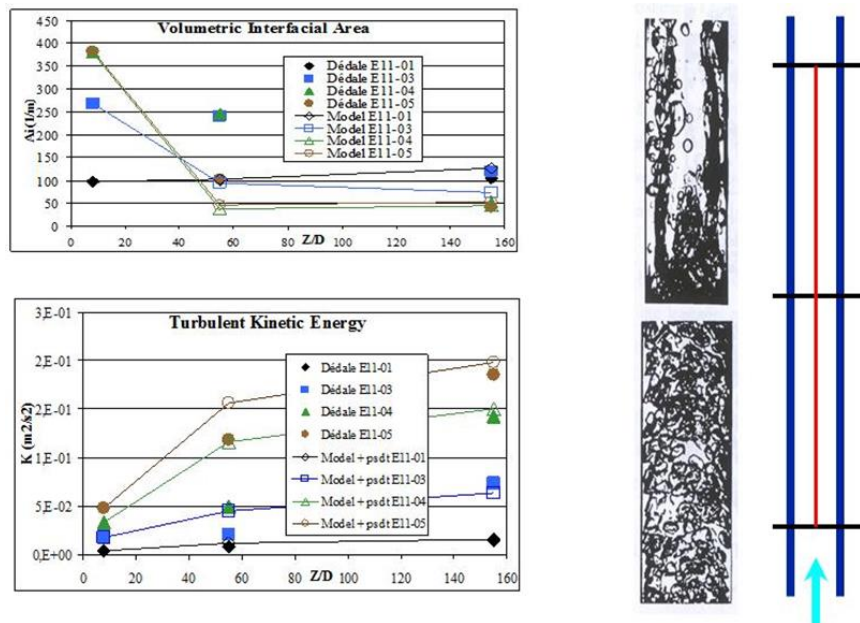 Volumetric Interfacial Area
Ai (1/m)
450
400
350
300
250
200
150
100
50
0
Dédale E11-01
Dédale E11-03
Dédale E11-04
Dédale E11-05
Model E11-01
Model E11-03
Model E11-04
Model E11-05
0 20 40 60 80 100 120 140 160
Z/D
Turbulent Kinetic Energy
K (m2/s2)
3,E-01
2,E-01
2,E-01
1,E-01
5,E-02
0,E+00
Dédale E11-01
Dédale E11-03
Dédale E11-04
Dédale E11-05
Model + psdt E11-01
Model + psdt E11-03
Model + psdt E11-04
Model + psdt E11-05
0 20 40 60 80 100 120 140 160
Z/D